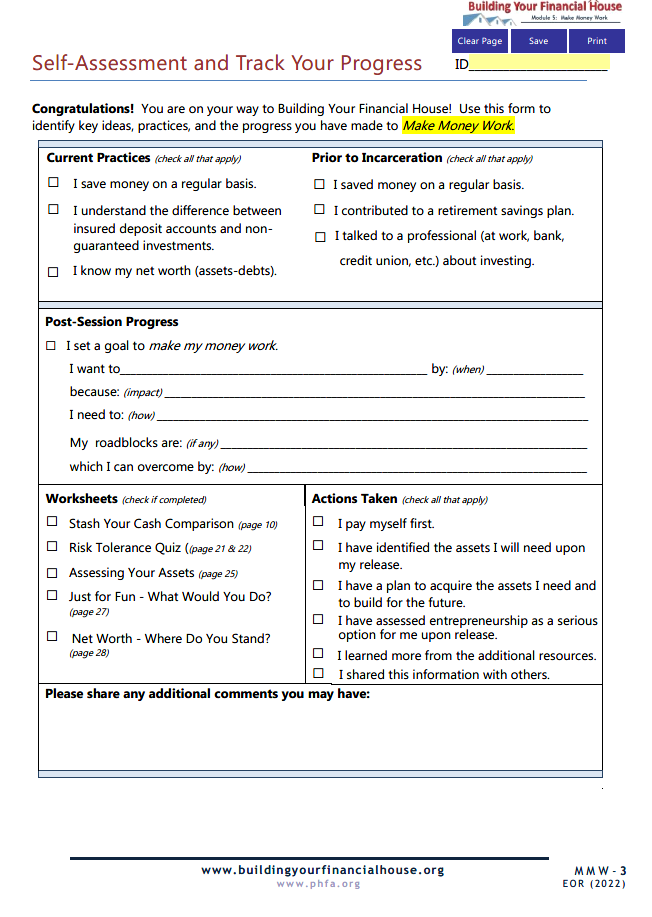 Building Your Financial House
Module 5: Make Money Work
Clear Page Save Print
Self-Assessment and Track Your Progress
ID____________________
Congratulations! You are on your way to Building Your Financial House! Use this form to
identify key ideas, practices, and the progress you have made to Make Money Work.
Current Practices (check all that apply)
☐ I save money on a regular basis.
☐ I understand the difference between
insured deposit accounts and non-
guaranteed investments.
☐ I know my net worth (assets-debts).
Prior to Incarceration (check all that apply)
☐ I saved money on a regular basis.
☐ I contributed to a retirement savings plan.
☐ I talked to a professional (at work, bank,
credit union, etc.) about investing.
Post-Session Progress
☐ I set a goal to make my money work.
I want to____________________ by: (when) ____________________
because: (impact) ____________________
I need to: (how) ____________________
My roadblocks are: (if any) ____________________
which I can overcome by: (how) ____________________
Worksheets (check if completed)
☐ Stash Your Cash Comparison (page 10)
☐ Risk Tolerance Quiz ((page 21 & 22)
☐ Assessing Your Assets (page 25)
☐ Just for Fun - What Would You Do?
(page 27)
☐ Net Worth - Where Do You Stand?
(page 28)
Actions Taken (check all that apply)
☐ I pay myself first.
☐ I have identified the assets I will need upon
my release.
☐ I have a plan to acquire the assets I need and
to build for the future.
☐ I have assessed entrepreneurship as a serious
option for me upon release.
☐ I learned more from the additional resources.
☐ I shared this information with others.
Please share any additional comments you may have:
www.buildingyourfinancialhouse.org
www.phfa.org
MMW - 3
EOR (2022)